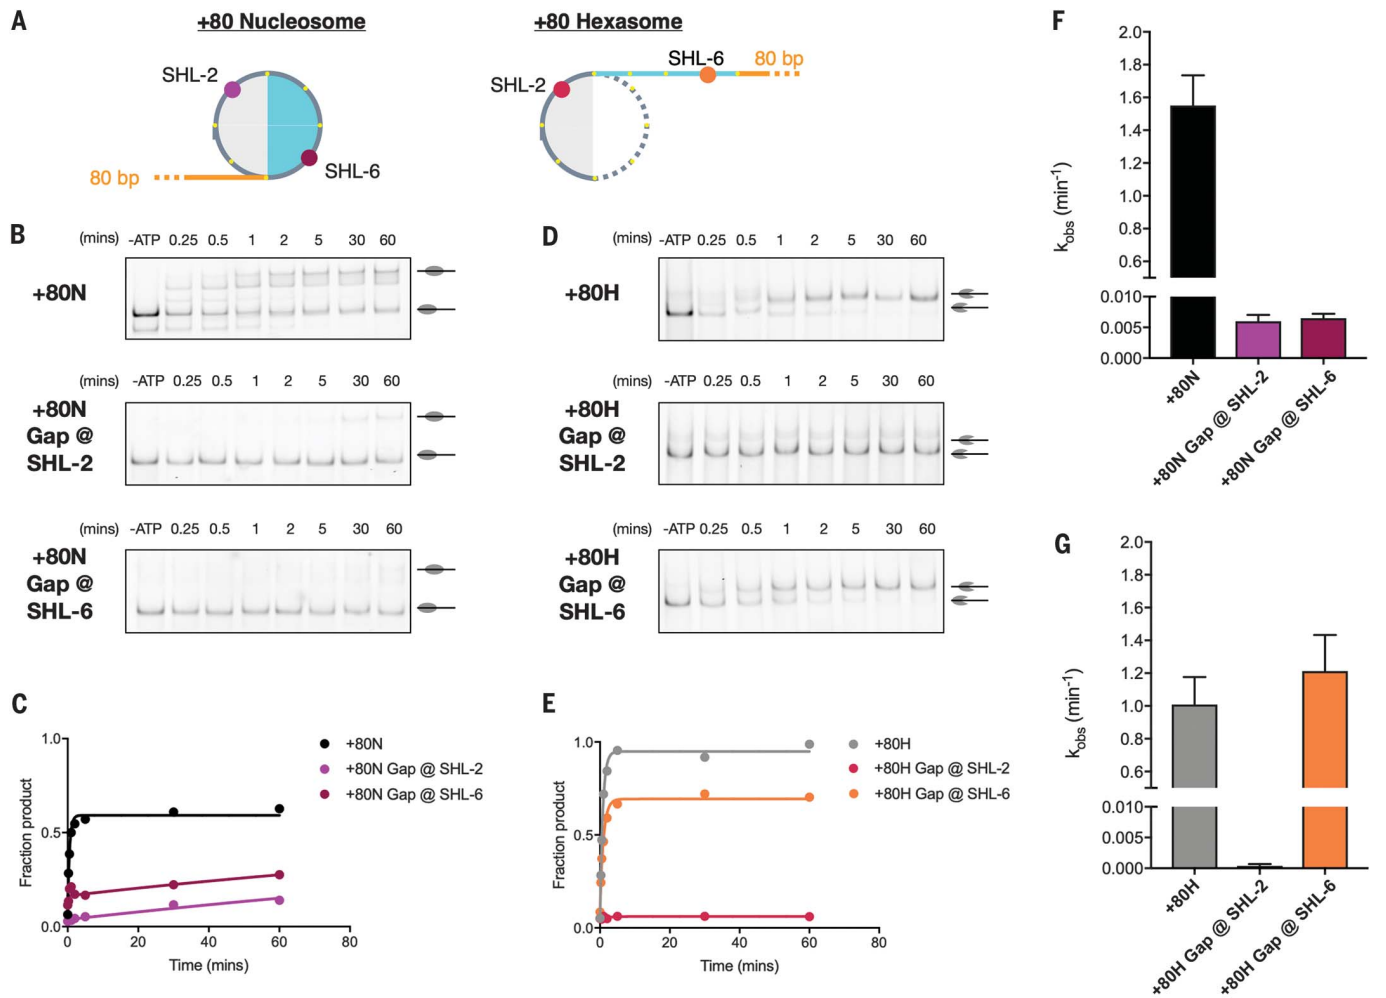 A
+80 Nucleosome
+80 Hexasome
SHL-2
SHL-6
80 bp
SHL-2
SHL-6
80 bp
B
(mins) -ATP 0.25 0.5 1 2 5 30 60
+80N
(mins) -ATP 0.25 0.5 1 2 5 30 60
+80N
Gap @
SHL-2
(mins) -ATP 0.25 0.5 1 2 5 30 60
+80N
Gap @
SHL-6
D
(mins) -ATP 0.25 0.5 1 2 5 30 60
+80H
(mins) -ATP 0.25 0.5 1 2 5 30 60
+80H
Gap @
SHL-2
(mins) -ATP 0.25 0.5 1 2 5 30 60
+80H
Gap @
SHL-6
C
1.0
0.5
0.0
Fraction product
0 20 40 60 80
Time (mins)
+80N
+80N Gap @ SHL-2
+80N Gap @ SHL-6
E
1.0
0.5
0.0
Fraction product
0 20 40 60 80
Time (mins)
+80H
+80H Gap @ SHL-2
+80H Gap @ SHL-6
F
2.0
1.8
1.6
1.4
1.2
1.0
0.8
0.6
0.010
0.005
0.000
kobs (min-1)
+80N
+80N Gap @ SHL-2
+80N Gap @ SHL-6
G
2.0
1.8
1.6
1.4
1.2
1.0
0.8
0.6
0.010
0.005
0.000
kobs (min-1)
+80H
+80H Gap @ SHL-2
+80H Gap @ SHL-6